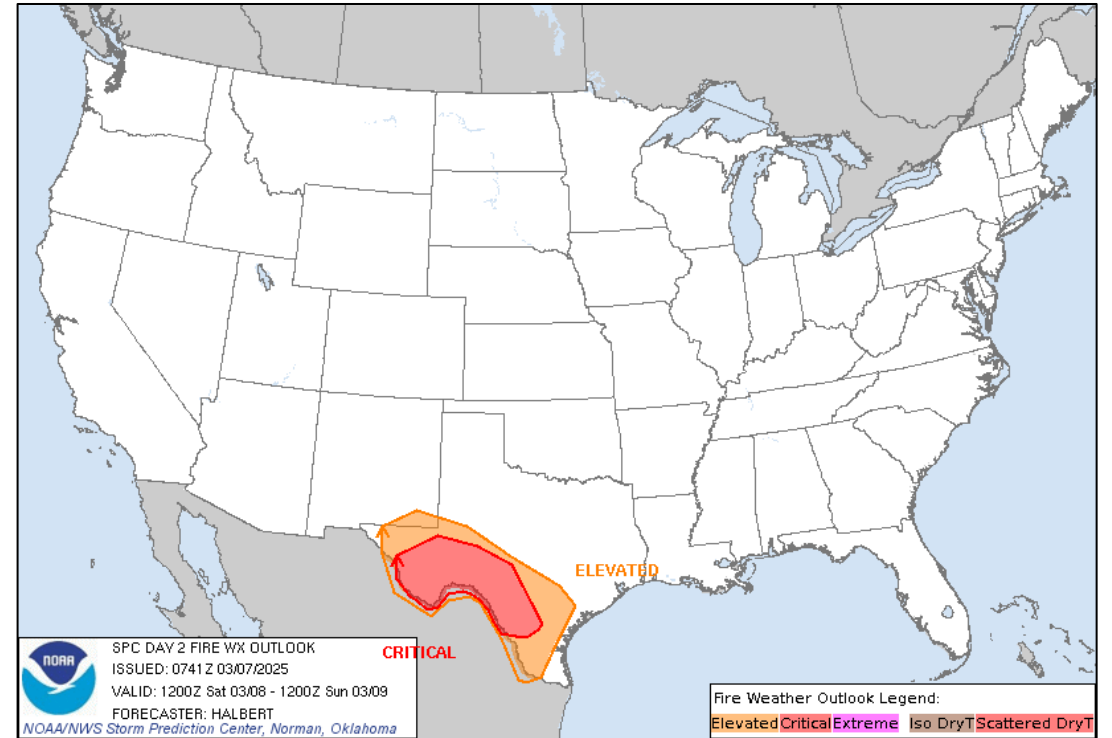 ELEVATED
CRITICAL
NOAA
SPC DAY 2 FIRE WX OUTLOOK
ISSUED: 0741Z 03/07/2025
VALID: 1200Z Sat 03/08 - 1200Z Sun 03/09
FORECASTER: HALBERT
NOAA/NWS Storm Prediction Center, Norman, Oklahoma
Fire Weather Outlook Legend:
Elevated Critical Extreme Iso DryT Scattered DryT